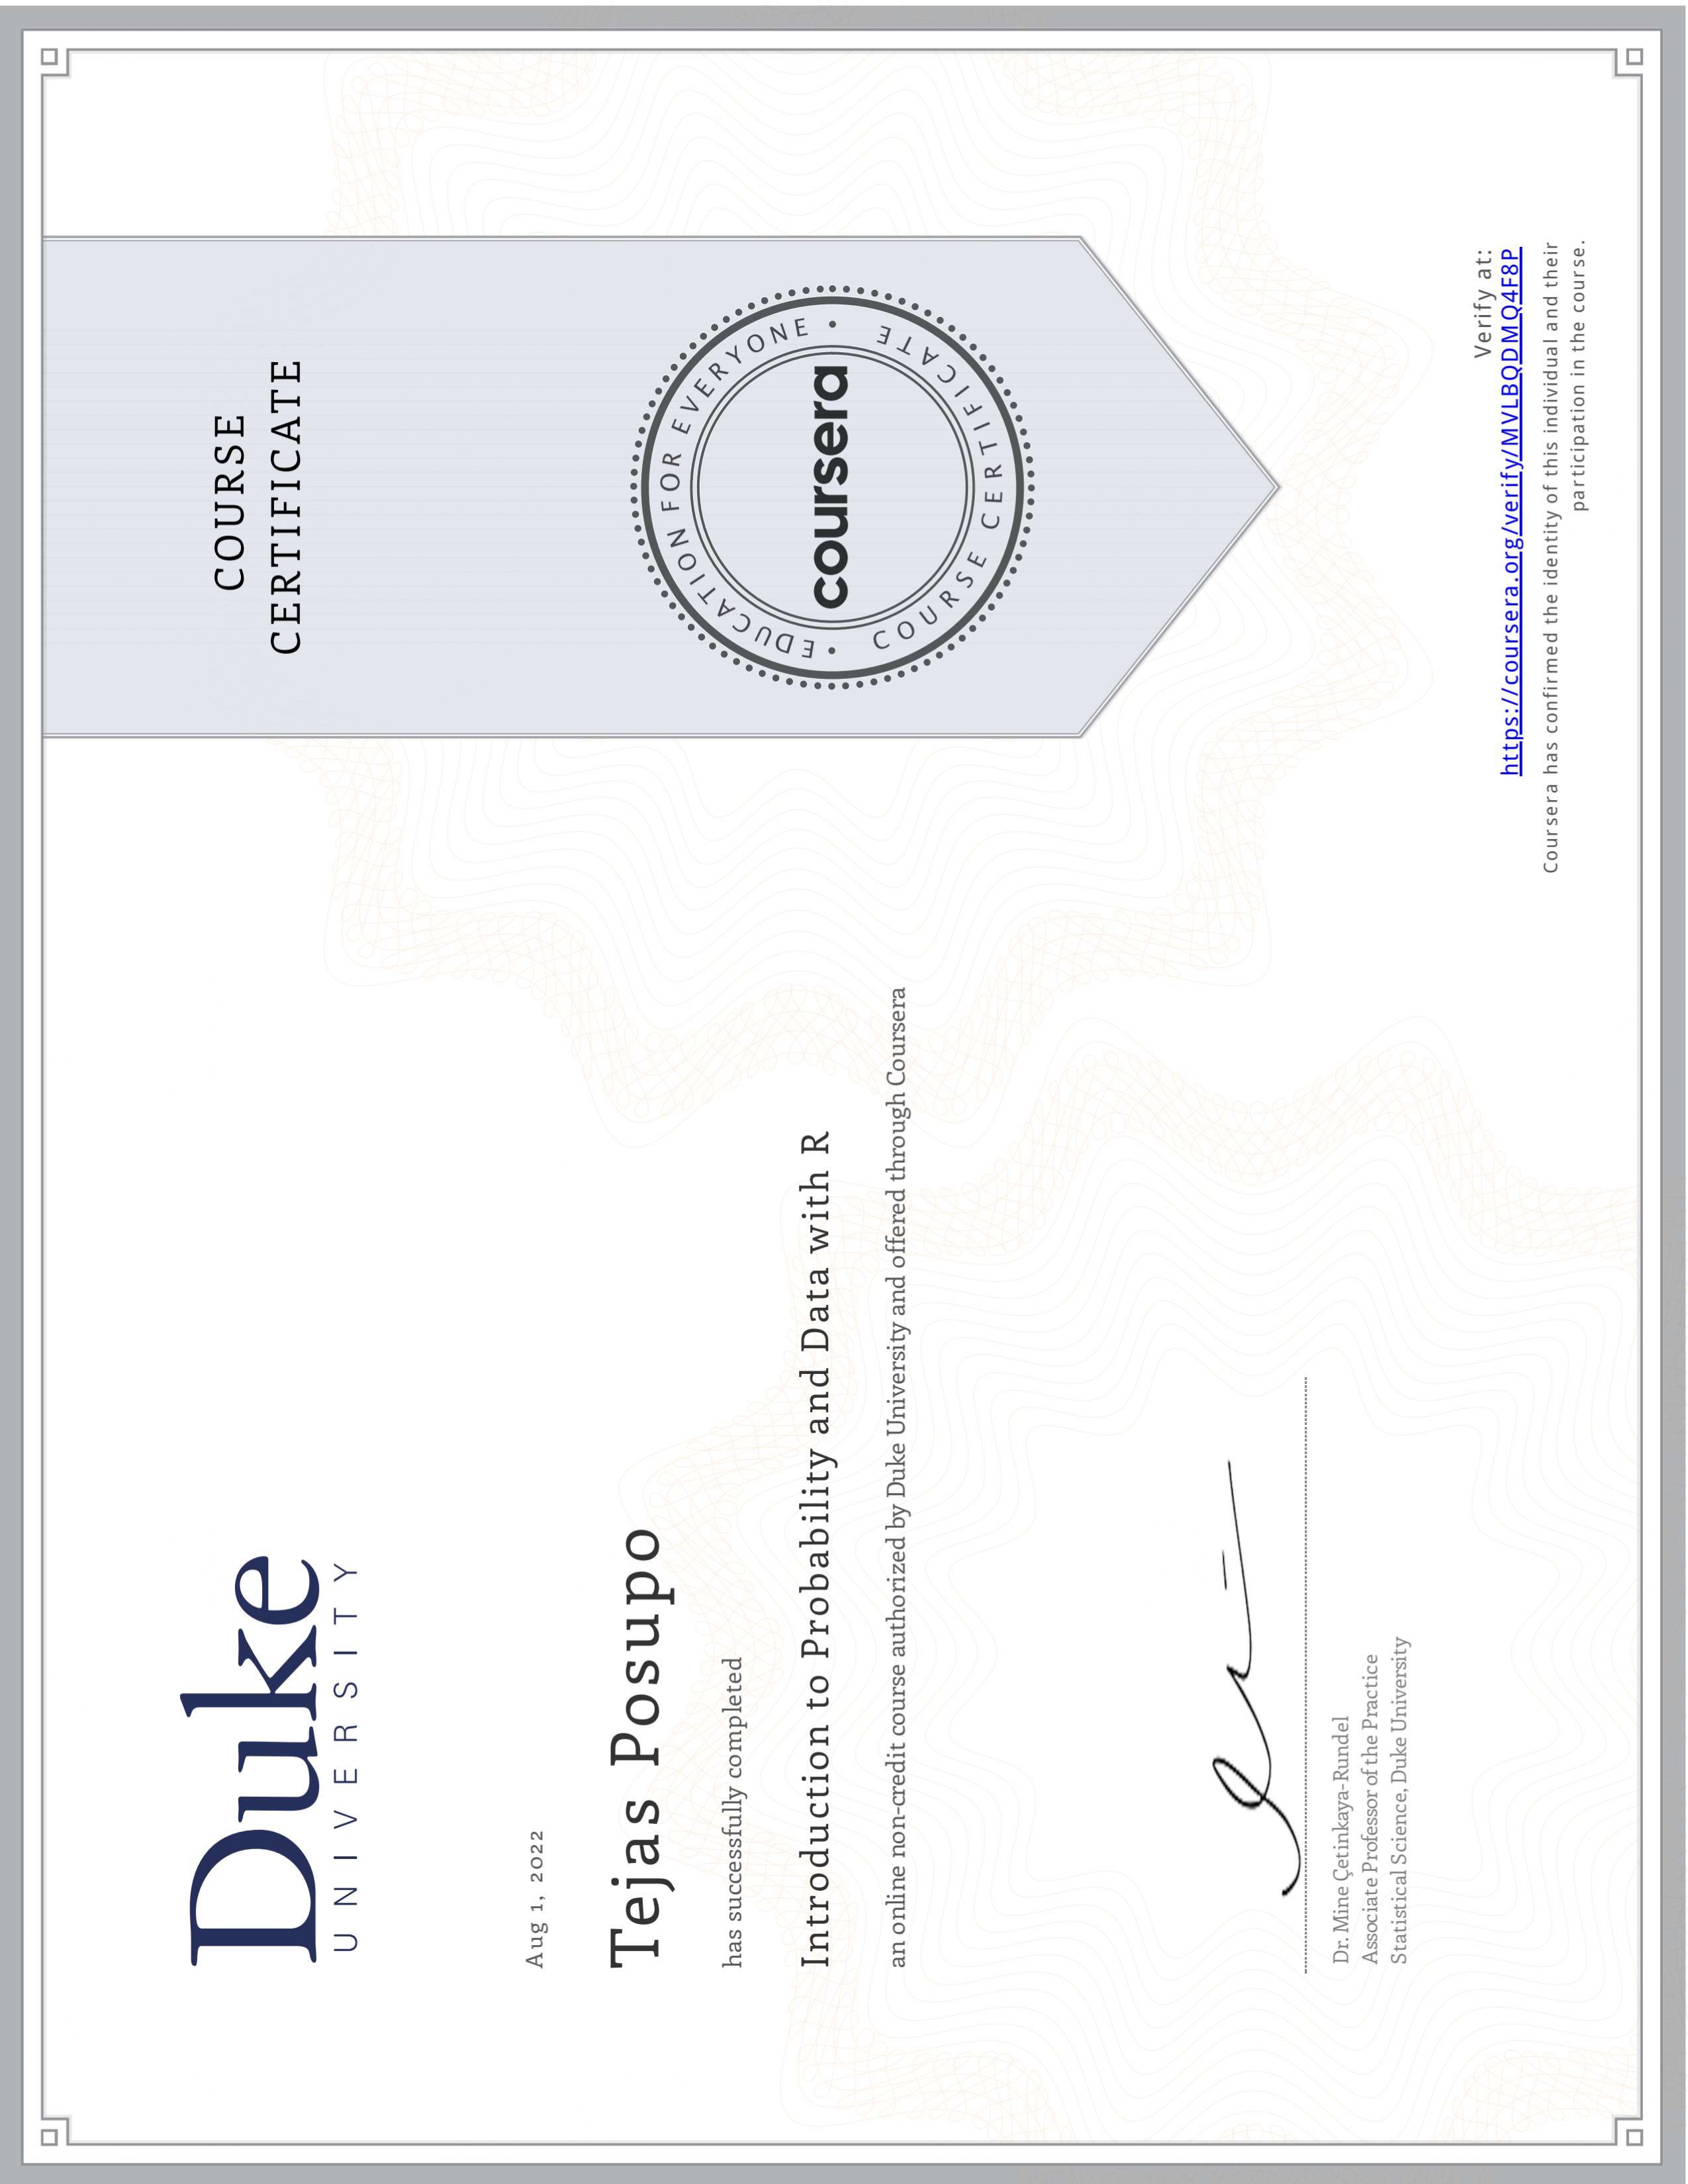 Duke
UNIVERSITY
COURSE
CERTIFICATE
Aug 1, 2022
Tejas Posupo
has successfully completed
Introduction to Probability and Data with R
an online non-credit course authorized by Duke University and offered through Coursera
• EDUCATION FOR EVERYONE •
coursera
COURSE CERTIFICATE
Dr. Mine Çetinkaya-Rundel
Associate Professor of the Practice
Statistical Science, Duke University
Verify at:
https://coursera.org/verify/MVLBQDMQ4F8P
Coursera has confirmed the identity of this individual and their
participation in the course.